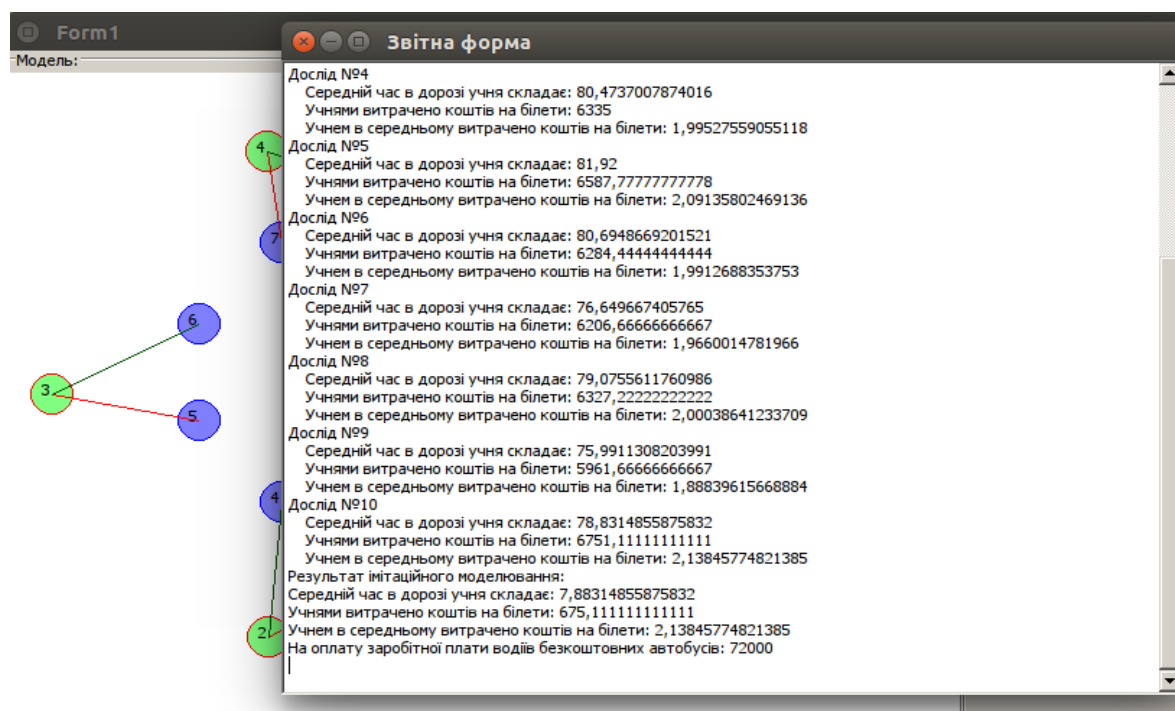 Form1
Звітна форма
Модель:
Дослід №4
Середній час в дорозі учня складає: 80,4737007874016
Учнями витрачено коштів на білети: 6335
Учнем в середньому витрачено коштів на білети: 1,99527559055118
Дослід №5
Середній час в дорозі учня складає: 81,92
Учнями витрачено коштів на білети: 6587,77777777778
Учнем в середньому витрачено коштів на білети: 2,09135802469136
Дослід №6
Середній час в дорозі учня складає: 80,6948669201521
Учнями витрачено коштів на білети: 6284,44444444444
Учнем в середньому витрачено коштів на білети: 1,9912688353753
Дослід №7
Середній час в дорозі учня складає: 76,649667405765
Учнями витрачено коштів на білети: 6206,66666666667
Учнем в середньому витрачено коштів на білети: 1,9660014781966
Дослід №8
Середній час в дорозі учня складає: 79,0755611760986
Учнями витрачено коштів на білети: 6327,22222222222
Учнем в середньому витрачено коштів на білети: 2,00038641233709
Дослід №9
Середній час в дорозі учня складає: 75,9911308203991
Учнями витрачено коштів на білети: 5961,66666666667
Учнем в середньому витрачено коштів на білети: 1,88839615668884
Дослід №10
Середній час в дорозі учня складає: 78,8314855875832
Учнями витрачено коштів на білети: 6751,11111111111
Учнем в середньому витрачено коштів на білети: 2,13845774821385
Результат імітаційного моделювання:
Середній час в дорозі учня складає: 7,88314855875832
Учнями витрачено коштів на білети: 675,111111111111
Учнем в середньому витрачено коштів на білети: 2,13845774821385
На оплату заробітної плати водіїв безкоштовних автобусів: 72000
4
7
6
3
5
4
2